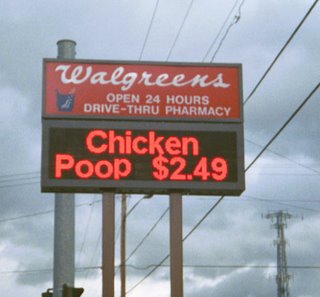 Walgreens
OPEN 24 HOURS
DRIVE-THRU PHARMACY
Chicken
Poop $2.49